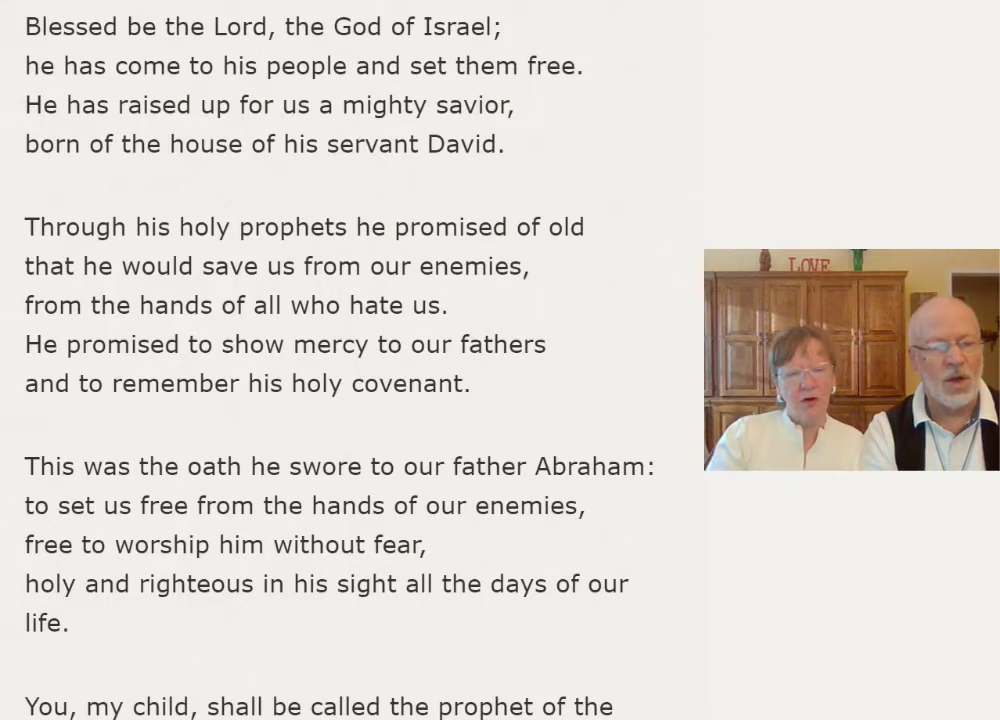 Blessed be the Lord, the God of Israel;
he has come to his people and set them free.
He has raised up for us a mighty savior,
born of the house of his servant David.
Through his holy prophets he promised of old
that he would save us from our enemies,
from the hands of all who hate us.
He promised to show mercy to our fathers
and to remember his holy covenant.
This was the oath he swore to our father Abraham:
to set us free from the hands of our enemies,
free to worship him without fear,
holy and righteous in his sight all the days of our
life.
You, my child, shall be called the prophet of the
LOVE